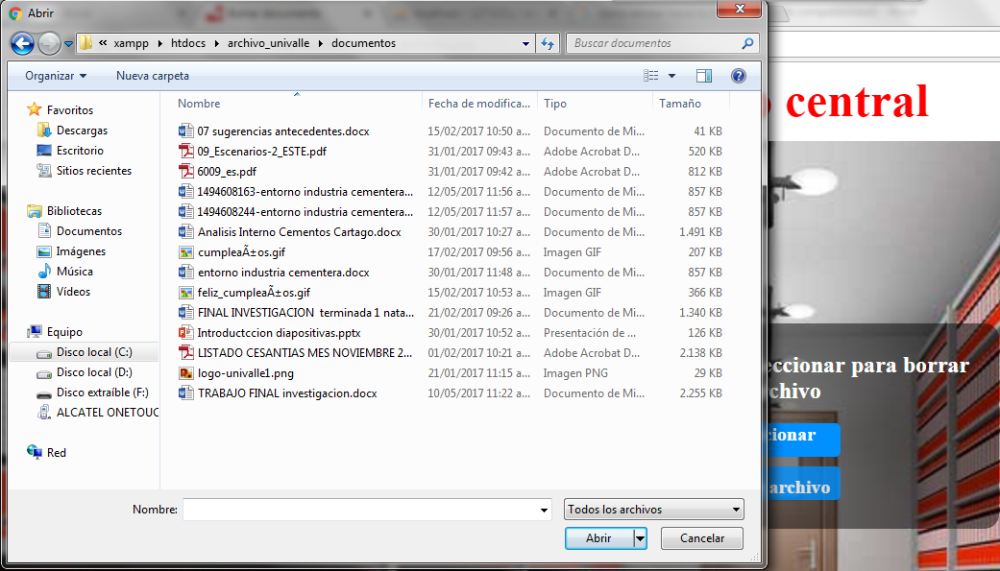 Abrir
« xampp ▸ htdocs ▸ archivo_univalle ▸ documentos
Buscar documentos
Organizar
Nueva carpeta
Favoritos
Descargas
Escritorio
Sitios recientes
Bibliotecas
Documentos
Imágenes
Música
Vídeos
Equipo
Disco local (C:)
Disco local (D:)
Disco extraíble (F:)
ALCATEL ONETOUC
Red
Nombre Fecha de modifica... Tipo Tamaño
07 sugerencias antecedentes.docx 15/02/2017 10:50 a... Documento de Mi... 41 KB
09_Escenarios-2_ESTE.pdf 31/01/2017 09:43 a... Adobe Acrobat D... 520 KB
6009_es.pdf 31/01/2017 09:42 a... Adobe Acrobat D... 812 KB
1494608163-entorno industria cementera... 12/05/2017 11:56 a... Documento de Mi... 857 KB
1494608244-entorno industria cementera... 12/05/2017 11:57 a... Documento de Mi... 857 KB
Analisis Interno Cementos Cartago.docx 30/01/2017 10:27 a... Documento de Mi... 1.491 KB
cumpleaÃ±os.gif 17/02/2017 09:56 a... Imagen GIF 207 KB
entorno industria cementera.docx 30/01/2017 11:48 a... Documento de Mi... 857 KB
feliz_cumpleaÃ±os.gif 15/02/2017 10:53 a... Imagen GIF 366 KB
FINAL INVESTIGACION terminada 1 nata... 21/02/2017 09:26 a... Documento de Mi... 1.340 KB
Introductccion diapositivas.pptx 30/01/2017 10:52 a... Presentación de ... 126 KB
LISTADO CESANTIAS MES NOVIEMBRE 2... 01/02/2017 10:21 a... Adobe Acrobat D... 2.138 KB
logo-univalle1.png 21/01/2017 11:15 a... Imagen PNG 29 KB
TRABAJO FINAL investigacion.docx 10/05/2017 11:22 a... Documento de Mi... 2.255 KB
Nombre:
Todos los archivos
Abrir
Cancelar
central
eccionar para borrar
chivo
cionar
archivo